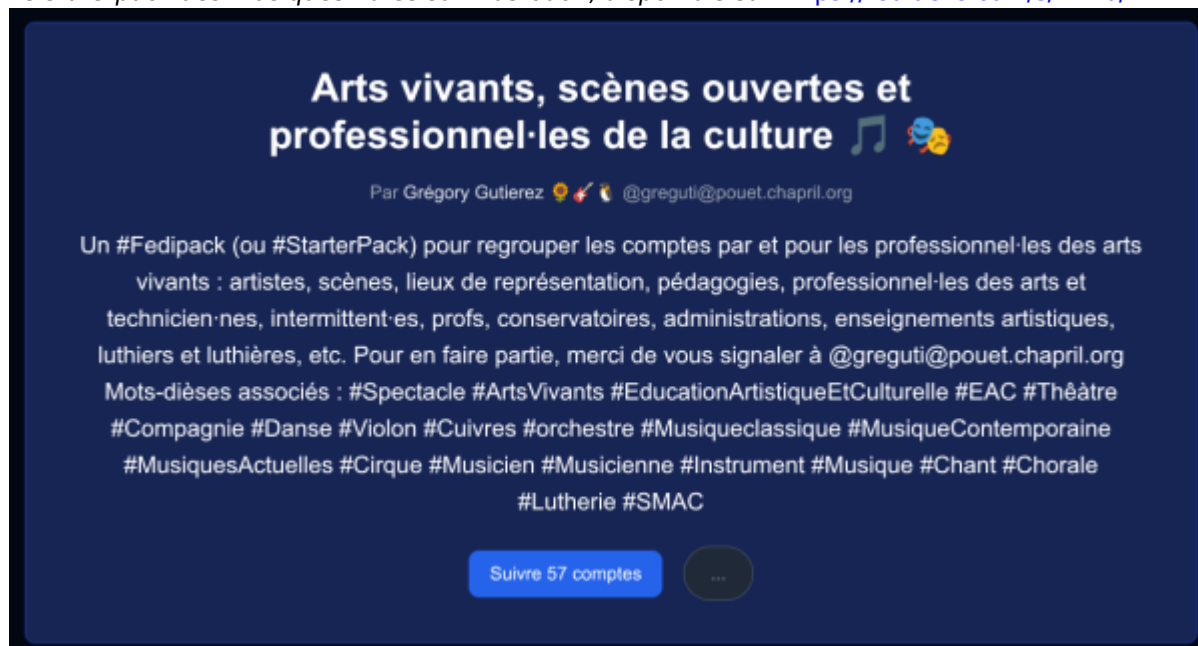 Arts vivants, scènes ouvertes et
professionnel·les de la culture 🎵 🎭
Par Grégory Gutierez 🌻🎸🐧 @greguti@pouet.chapril.org
Un #Fedipack (ou #StarterPack) pour regrouper les comptes par et pour les professionnel·les des arts
vivants : artistes, scènes, lieux de représentation, pédagogies, professionnel·les des arts et
technicien·nes, intermittent·es, profs, conservatoires, administrations, enseignements artistiques,
luthiers et luthières, etc. Pour en faire partie, merci de vous signaler à @greguti@pouet.chapril.org
Mots-dièses associés : #Spectacle #ArtsVivants #EducationArtistiqueEtCulturelle #EAC #Théàtre
#Compagnie #Danse #Violon #Cuivres #orchestre #Musiqueclassique #MusiqueContemporaine
#MusiquesActuelles #Cirque #Musicien #Musicienne #Instrument #Musique #Chant #Chorale
#Lutherie #SMAC
Suivre 57 comptes
...